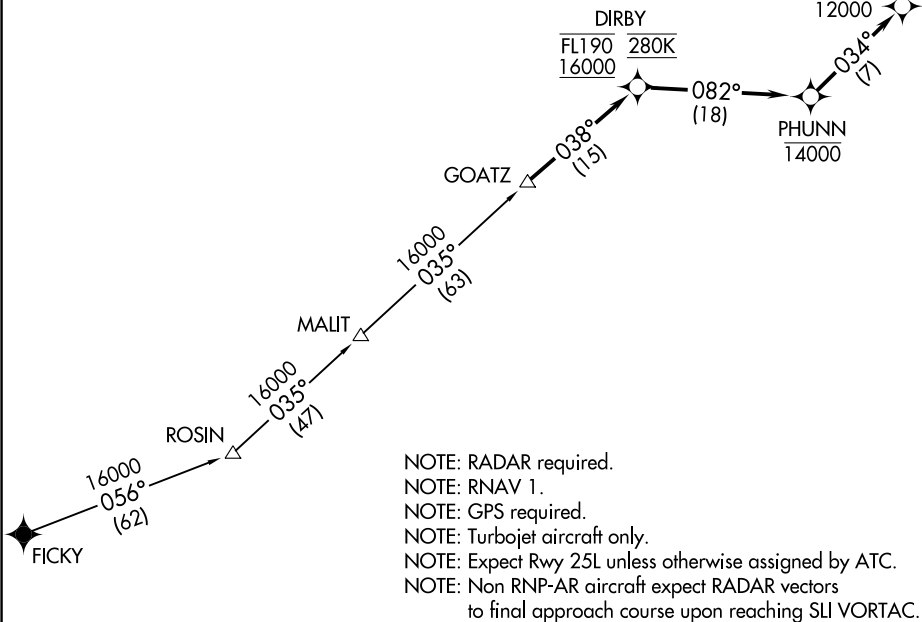 12000
034°
(7)
DIRBY
FL190 280K
16000
082°
(18)
PHUNN
14000
038°
(15)
GOATZ
16000
035°
(63)
MALIT
16000
035°
(47)
ROSIN
16000
056°
(62)
FICKY
NOTE: RADAR required.
NOTE: RNAV 1.
NOTE: GPS required.
NOTE: Turbojet aircraft only.
NOTE: Expect Rwy 25L unless otherwise assigned by ATC.
NOTE: Non RNP-AR aircraft expect RADAR vectors
to final approach course upon reaching SLI VORTAC.